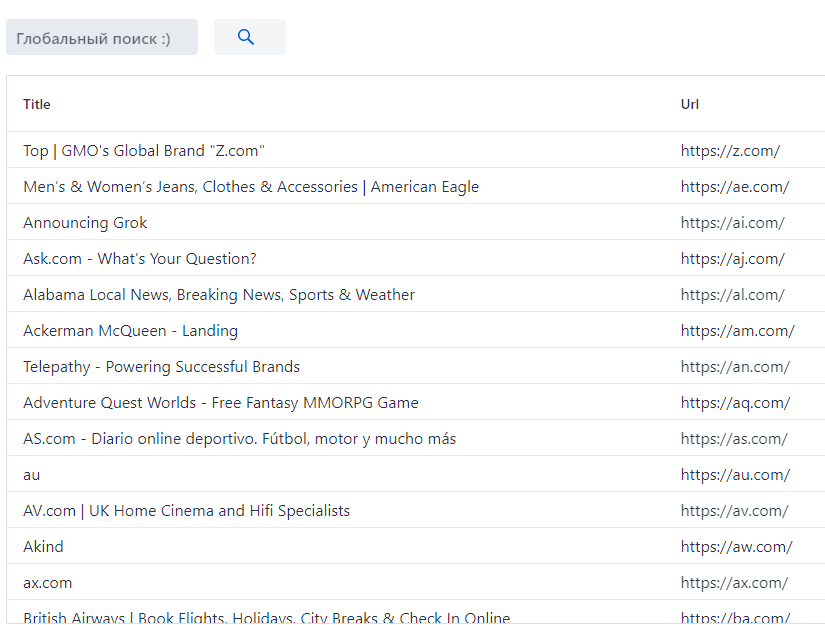 Глобальный поиск :)
Title Url
Top | GMO's Global Brand "Z.com" https://z.com/
Men's & Women's Jeans, Clothes & Accessories | American Eagle https://ae.com/
Announcing Grok https://ai.com/
Ask.com - What's Your Question? https://aj.com/
Alabama Local News, Breaking News, Sports & Weather https://al.com/
Ackerman McQueen - Landing https://am.com/
Telepathy - Powering Successful Brands https://an.com/
Adventure Quest Worlds - Free Fantasy MMORPG Game https://aq.com/
AS.com - Diario online deportivo. Fútbol, motor y mucho más https://as.com/
au https://au.com/
AV.com | UK Home Cinema and Hifi Specialists https://av.com/
Akind https://aw.com/
ax.com https://ax.com/
British Airways | Book Flights, Holidays, City Breaks & Check In Online https://ba.com/